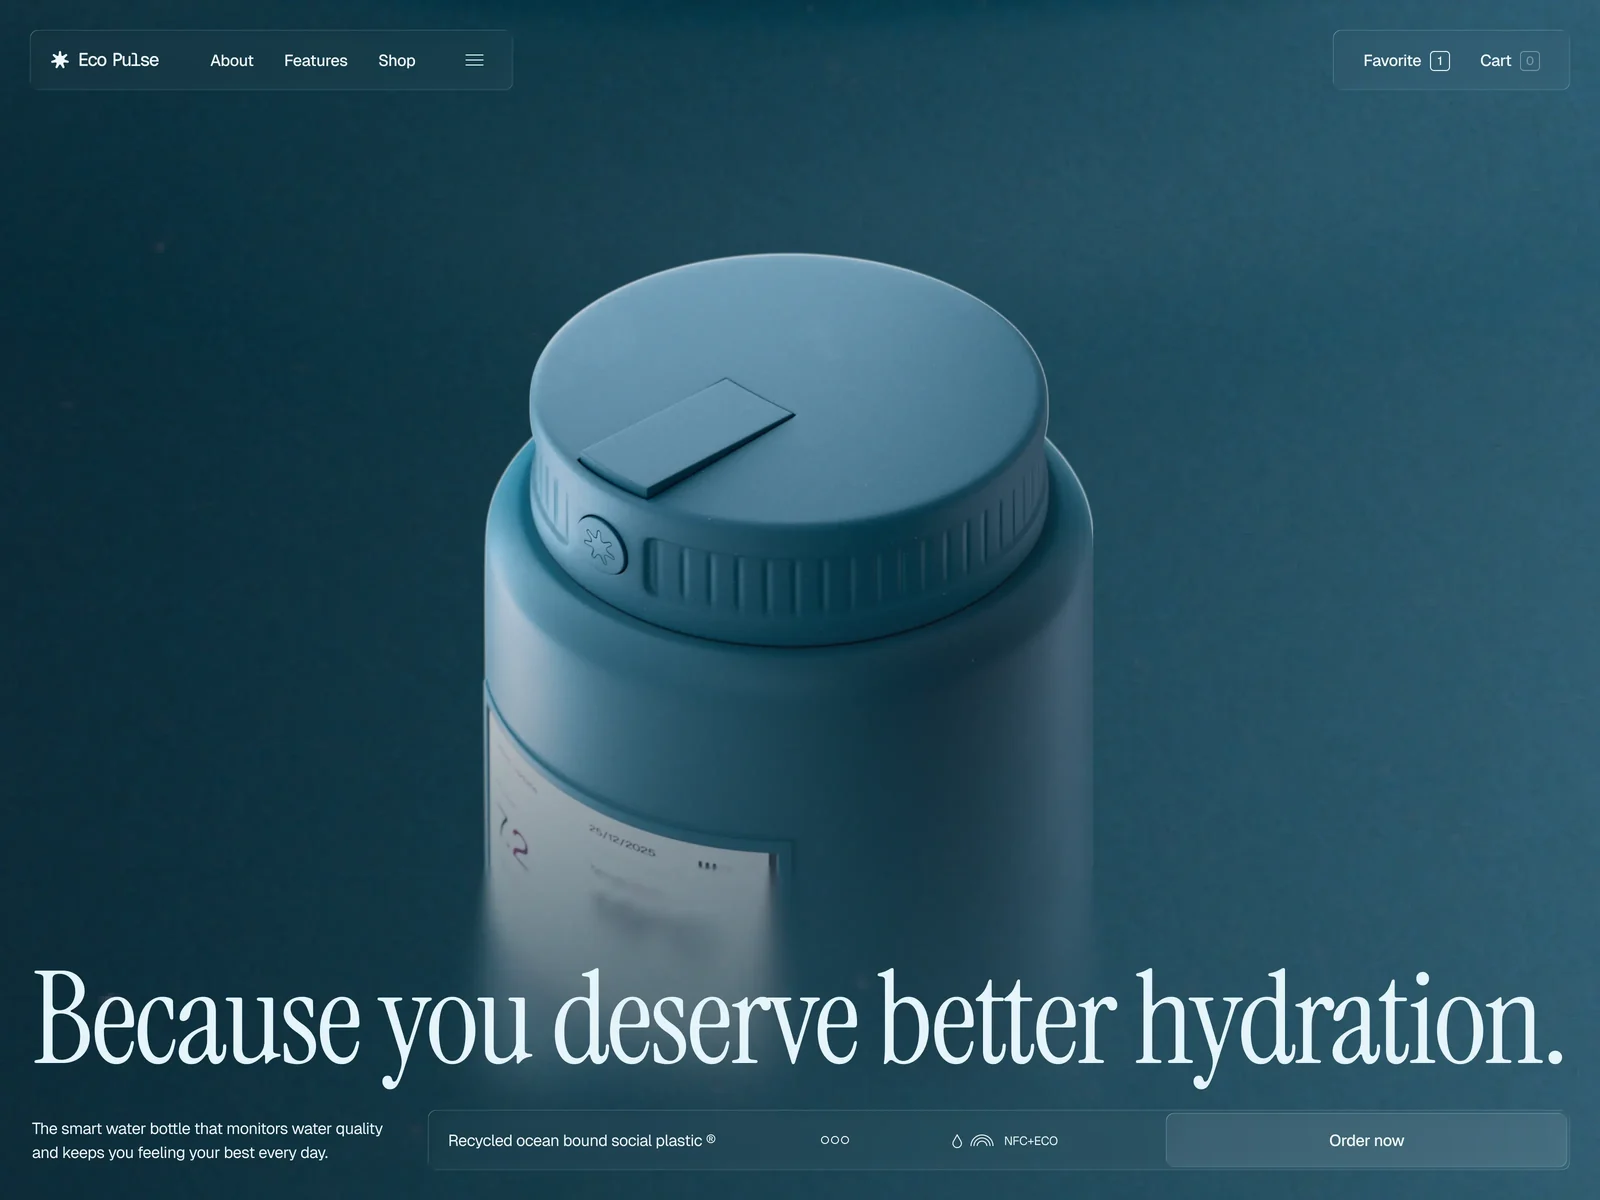 Eco Pulse
About
Features
Shop
Favorite 1
Cart 0
25/12/2025
Because you deserve better hydration.
The smart water bottle that monitors water quality
and keeps you feeling your best every day.
Recycled ocean bound social plastic ®
NFC+ECO
Order now